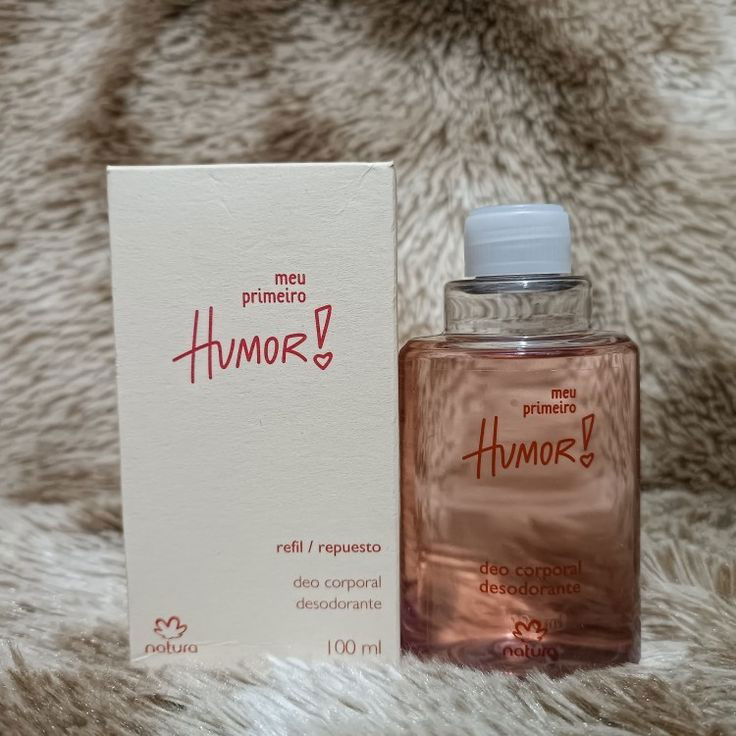 meu
primeiro
HUMOR!
refil / repuesto
deo corporal
desodorante
natura
100 ml
meu
primeiro
HUMOR!
deo corporal
desodorante
natura